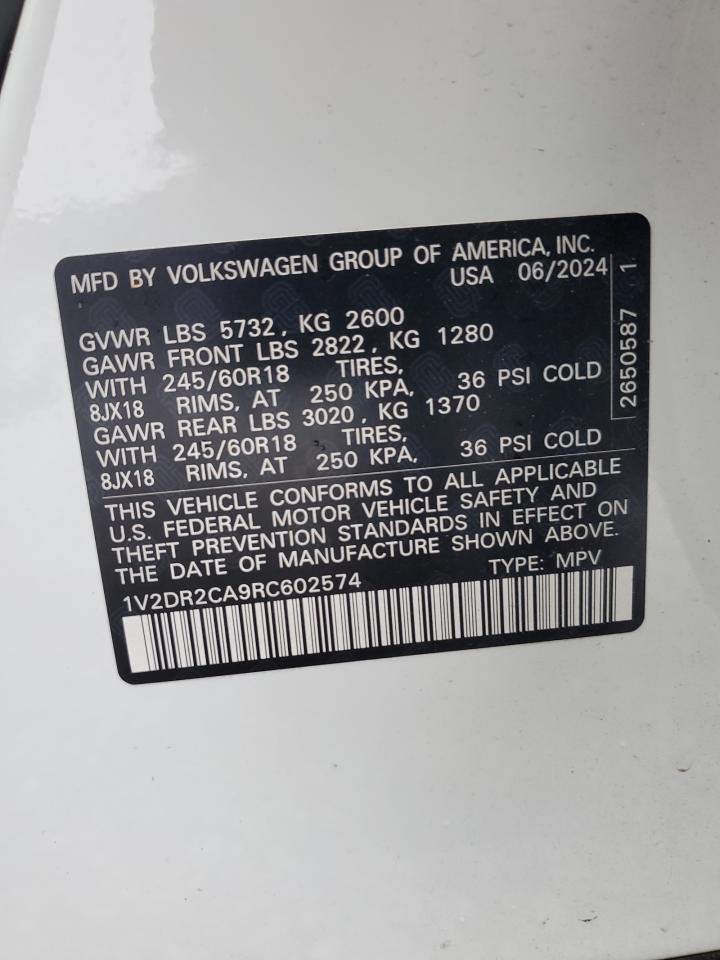 MFD BY VOLKSWAGEN GROUP OF AMERICA, INC.
USA 06/2024
GVWR LBS 5732, KG 2600
GAWR FRONT LBS 2822, KG 1280
WITH 245/60R18 TIRES,
8JX18 RIMS, AT 250 KPA, 36 PSI COLD
GAWR REAR LBS 3020, KG 1370
WITH 245/60R18 TIRES,
8JX18 RIMS, AT 250 KPA, 36 PSI COLD
THIS VEHICLE CONFORMS TO ALL APPLICABLE
U.S. FEDERAL MOTOR VEHICLE SAFETY AND
THEFT PREVENTION STANDARDS IN EFFECT ON
THE DATE OF MANUFACTURE SHOWN ABOVE.
1V2DR2CA9RC602574 TYPE: MPV
2650587 1